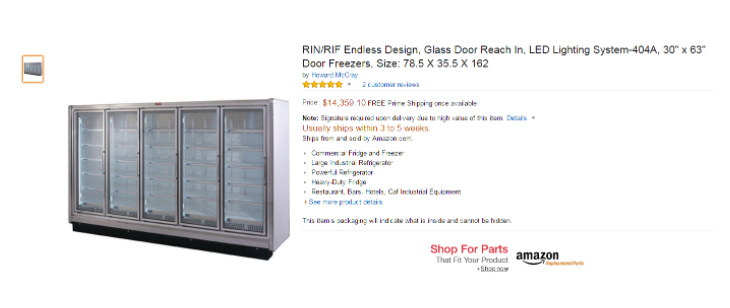 RIN/RIF Endless Design, Glass Door Reach In, LED Lighting System-404A, 30" x 63"
Door Freezers, Size: 78.5 X 35.5 X 162
by Howard McCray
2 customer reviews
Price: $14,359.10 FREE Prime Shipping once available
Note: Signature required upon delivery due to high value of this item. Details
Usually ships within 3 to 5 weeks.
Ships from and sold by Amazon.com.
• Commercial Fridge and Freezer
• Large Industrial Refrigerator
• Powerful Refrigerator
• Heavy-Duty Fridge
• Restaurant, Bars, Hotels, Caf Industrial Equipment
› See more product details
This item's packaging will indicate what is inside and cannot be hidden.
Shop For Parts
That Fit Your Product
› Shop now
amazon
Replacement Parts